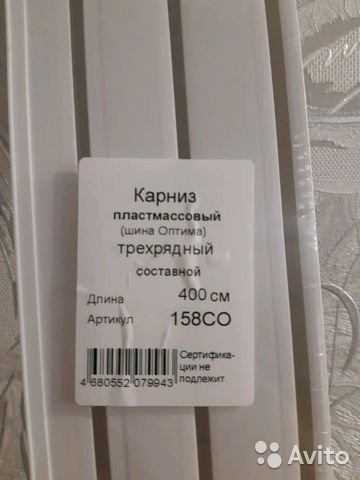 Карниз
пластмассовый
(шина Оптима)
трехрядный
составной
Длина 400 см
Артикул 158СО
4 680552 079943
Сертифика-
ции не
подлежит
Avito